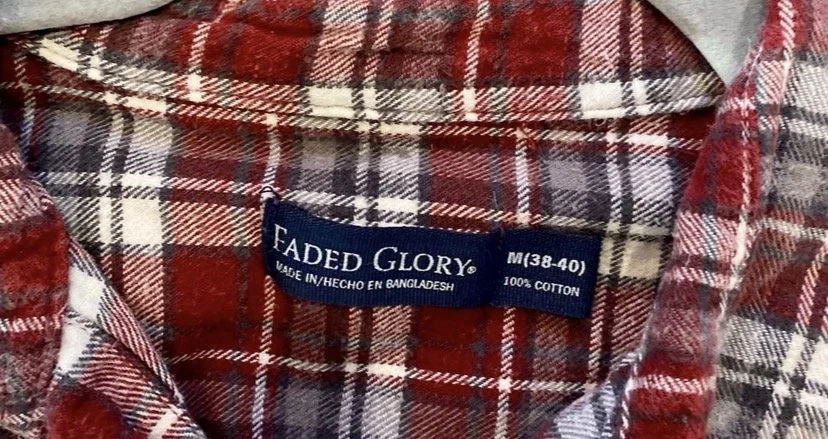 FADED GLORY®
MADE IN/HECHO EN BANGLADESH
M(38-40)
100% COTTON